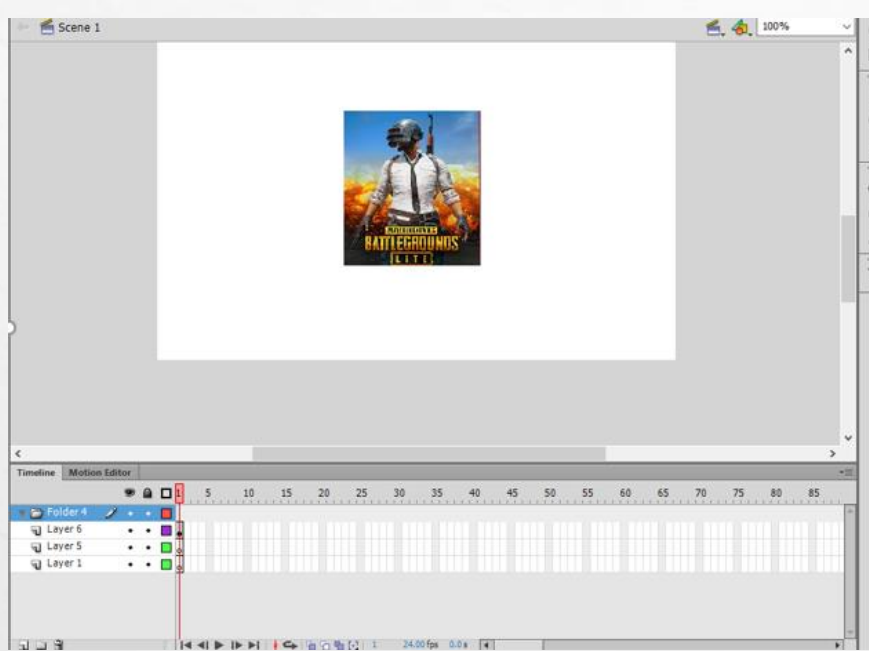 Scene 1
100%
PLAYERUNKNOWN'S
BATTLEGROUNDS
LITE
Timeline Motion Editor
1 5 10 15 20 25 30 35 40 45 50 55 60 65 70 75 80 85
Folder 4
Layer 6
Layer 5
Layer 1
1 24.00 fps 0.0 s